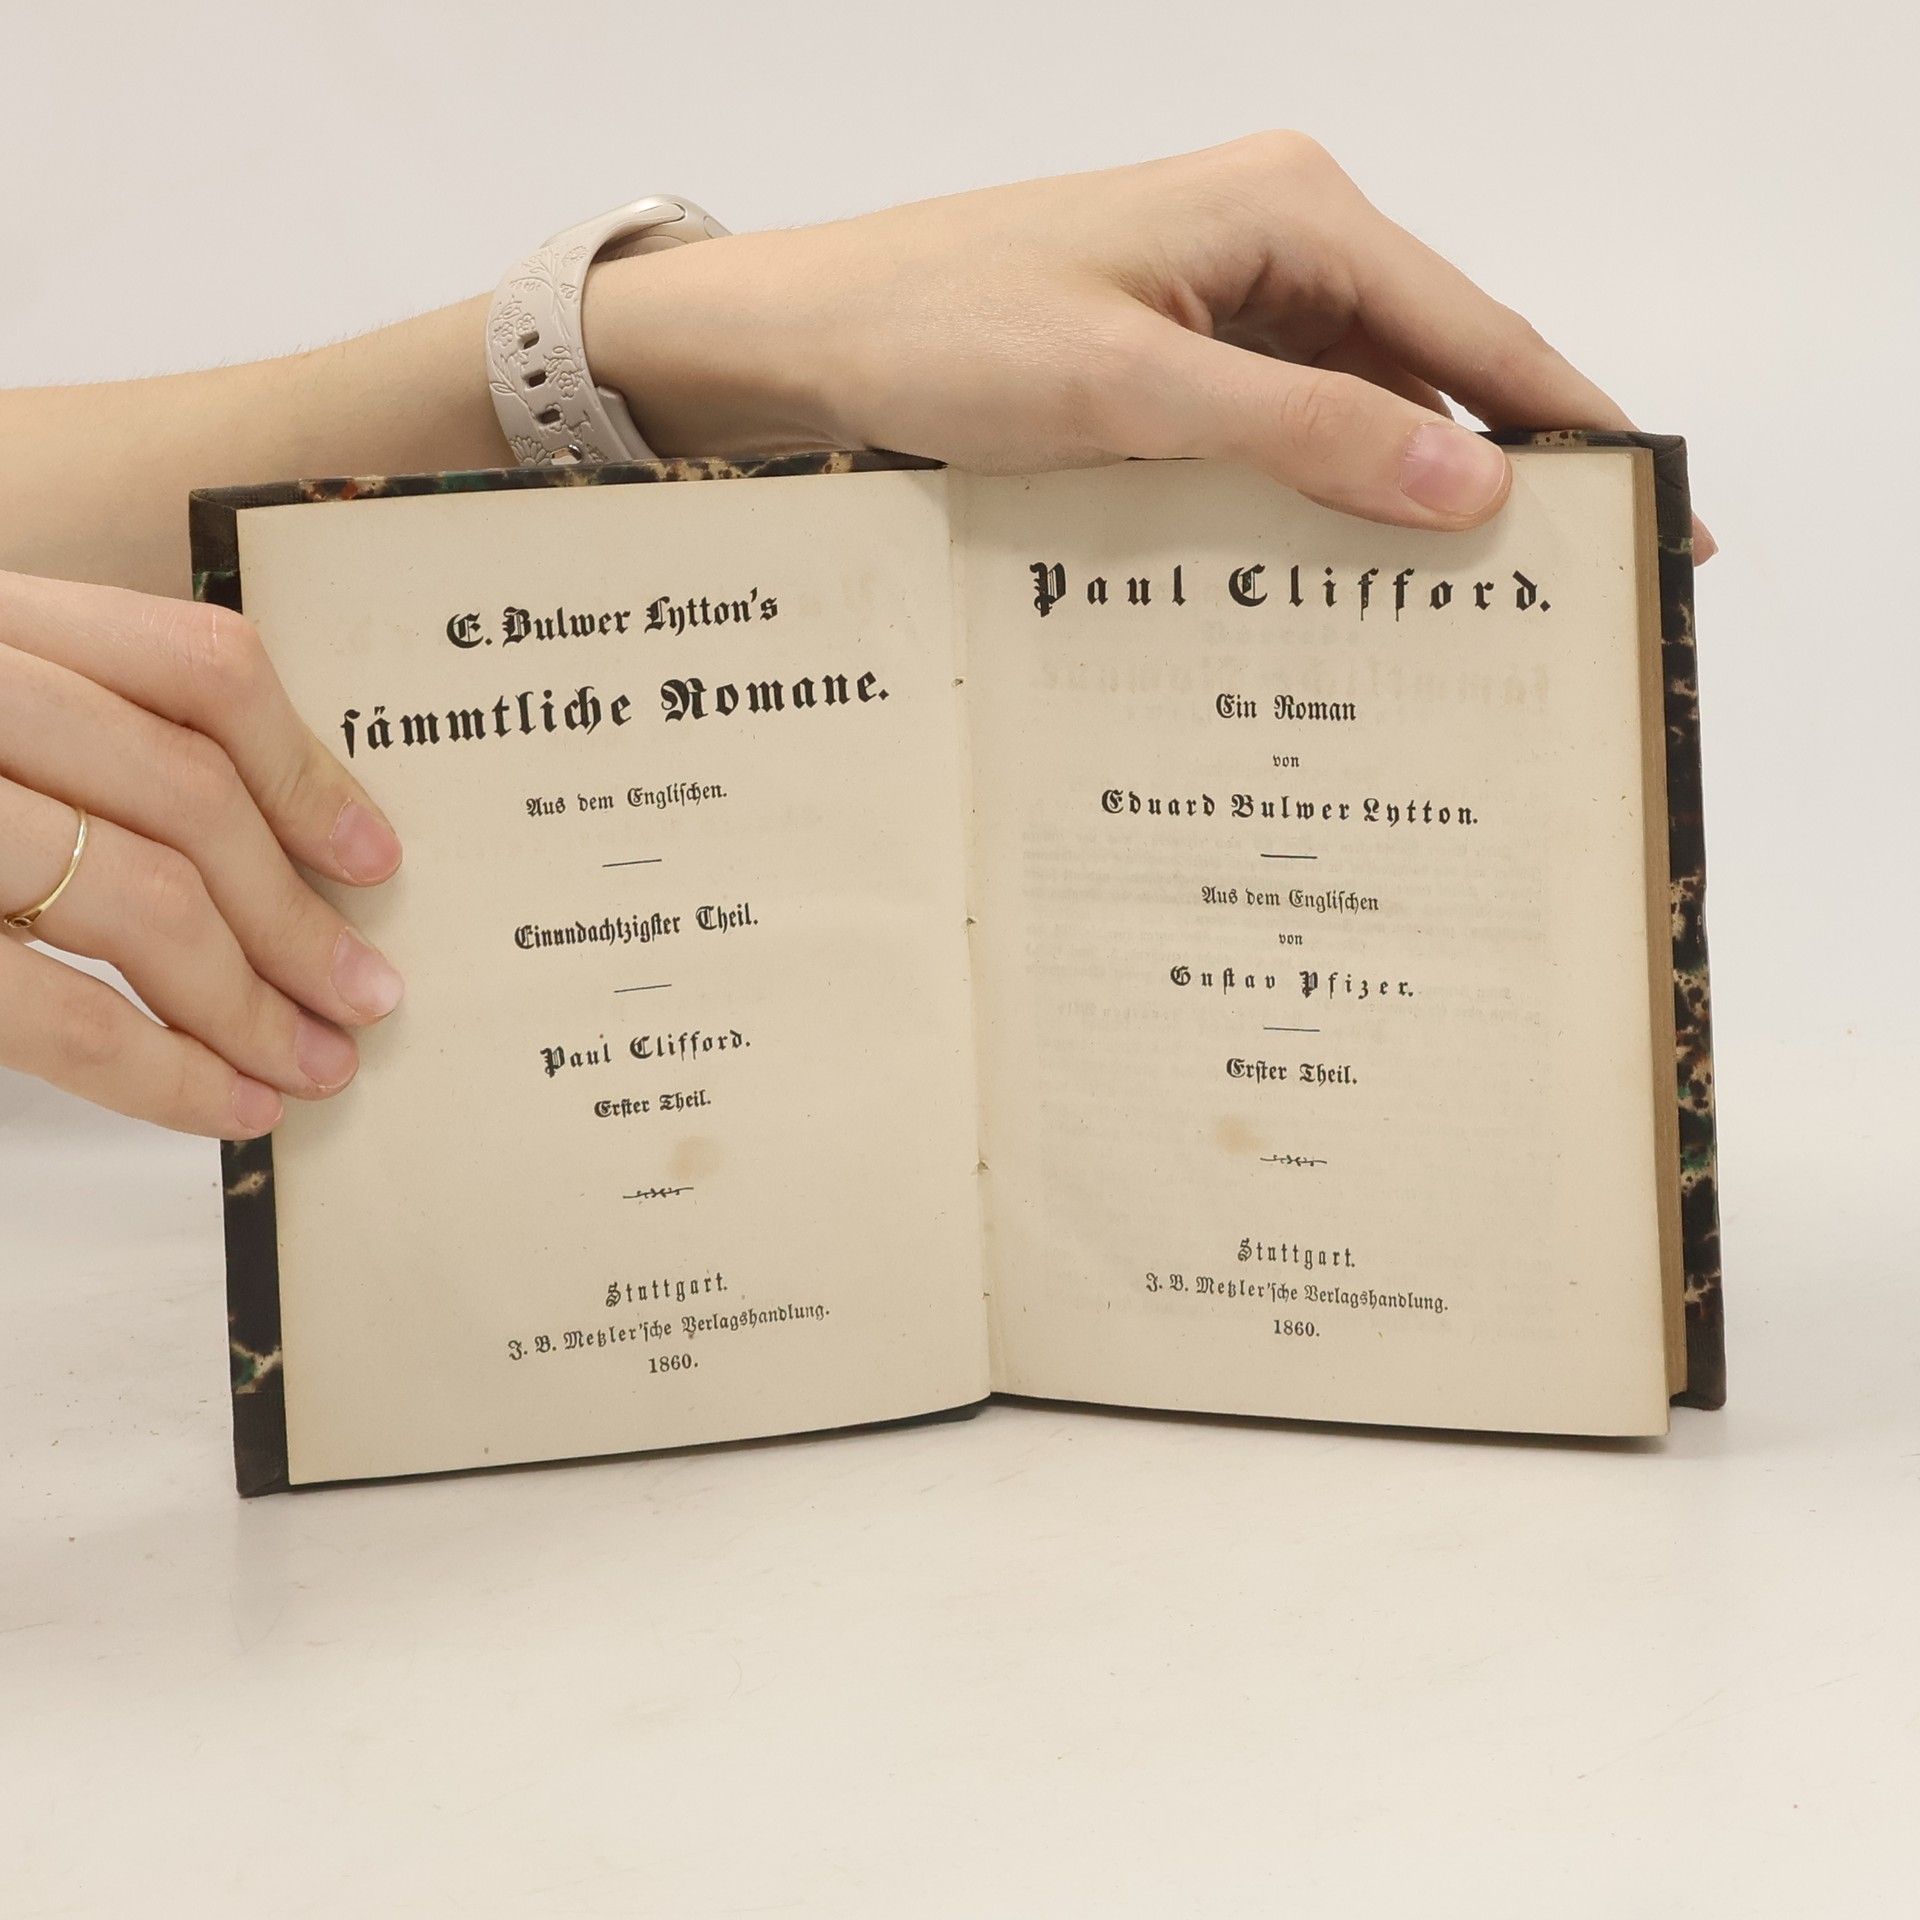 E. Bulwer Lytton's
sämmtliche Romane.
Aus dem Engliſchen.
Einundachtzigſter Theil.
Paul Clifford.
Erſter Theil.
Stuttgart.
J. B. Metzler'ſche Verlagshandlung.
1860.
Paul Clifford.
Ein Roman
von
Eduard Bulwer Lytton.
Aus dem Engliſchen
von
Guſtav Pfizer.
Erſter Theil.
Stuttgart.
J. B. Metzler'ſche Verlagshandlung.
1860.